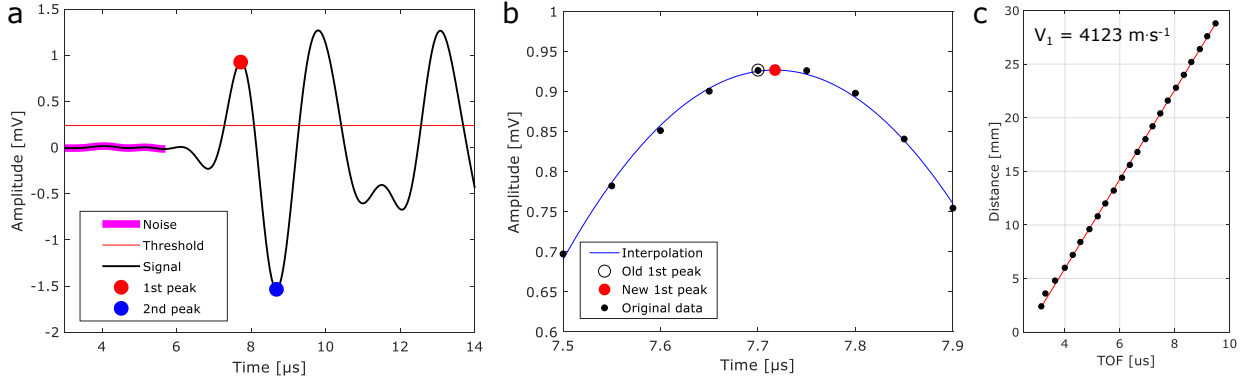 a
Amplitude [mV]
1.5
1
0.5
0
-0.5
-1
-1.5
-2
Noise
Threshold
Signal
1st peak
2nd peak
4
6
8
10
12
14
Time [µs]
b
Amplitude [mV]
1
0.95
0.9
0.85
0.8
0.75
0.7
0.65
0.6
Interpolation
Old 1st peak
New 1st peak
Original data
7.5
7.6
7.7
7.8
7.9
Time [µs]
c
V₁ = 4123 m·s⁻¹
Distance [mm]
30
25
20
15
10
5
0
4
6
8
10
TOF [us]